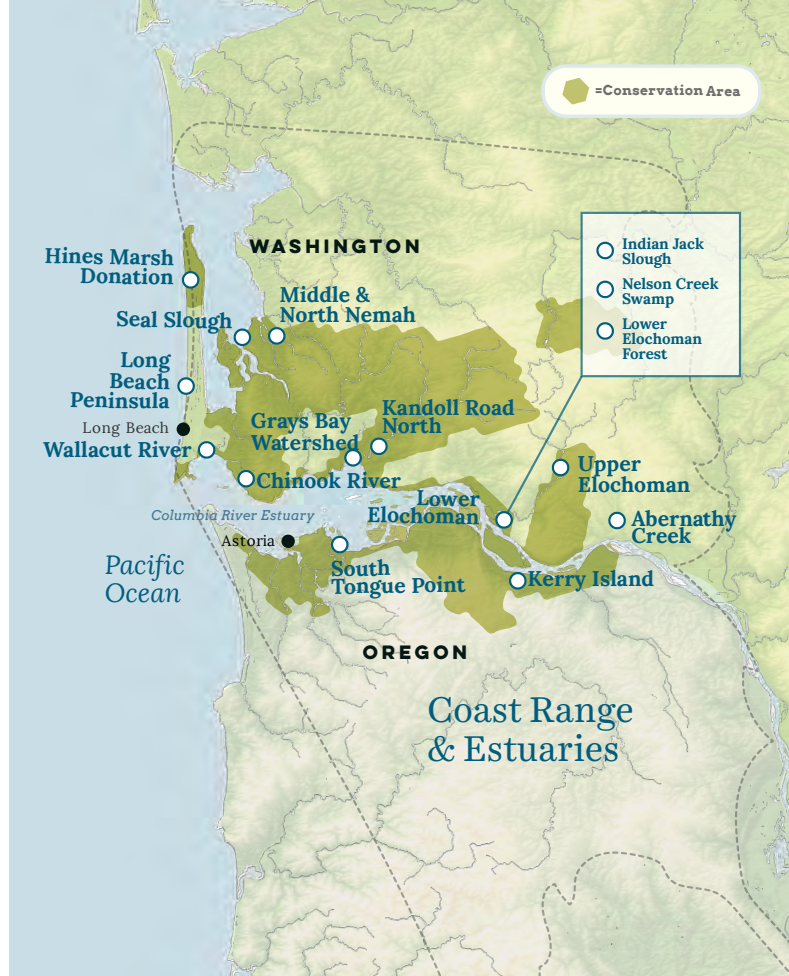 =Conservation Area
WASHINGTON
Indian Jack
Slough
Nelson Creek
Swamp
Lower
Elochoman
Forest
Hines Marsh
Donation
Middle &
North Nemah
Seal Slough
Long
Beach
Peninsula
Long Beach
Wallacut River
Grays Bay
Watershed
Kandoll Road
North
Chinook River
Upper
Elochoman
Lower
Elochoman
Columbia River Estuary
Abernathy
Creek
Astoria
Pacific
Ocean
South
Tongue Point
Kerry Island
OREGON
Coast Range
& Estuaries